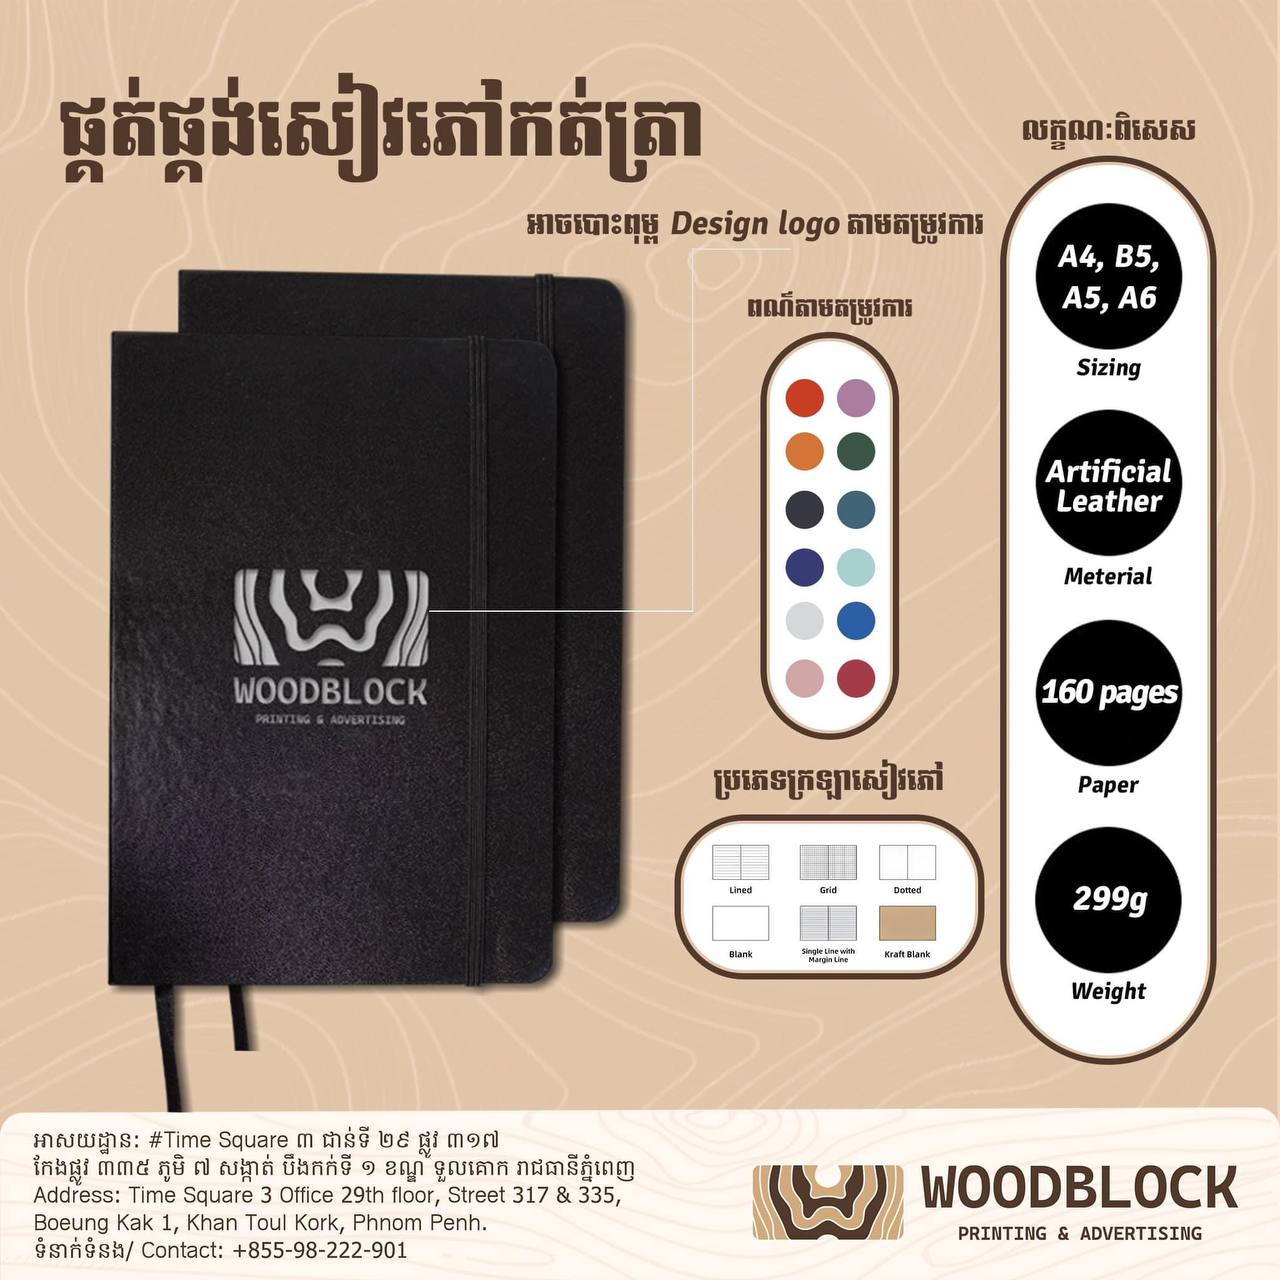 ផ្គត់ផ្គង់សៀវភៅកត់ត្រា
អាចបោះពុម្ព Design logo តាមតម្រូវការ
WOODBLOCK
PRINTING & ADVERTISING
ពណ៌តាមតម្រូវការ
ប្រភេទក្រឡាសៀវភៅ
Lined
Grid
Dotted
Blank
Single Line with
Margin Line
Kraft Blank
លក្ខណៈពិសេស
A4, B5,
A5, A6
Sizing
Artificial
Leather
Meterial
160 pages
Paper
299g
Weight
អាសយដ្ឋាន: #Time Square ៣ ជាន់ទី ២៩ ផ្លូវ ៣១៧
កែងផ្លូវ ៣៣៥ ភូមិ ៧ សង្កាត់ បឹងកក់ទី ១ ខណ្ឌ ទួលគោក រាជធានីភ្នំពេញ
Address: Time Square 3 Office 29th floor, Street 317 & 335,
Boeung Kak 1, Khan Toul Kork, Phnom Penh.
ទំនាក់ទំនង/ Contact: +855-98-222-901
WOODBLOCK
PRINTING & ADVERTISING